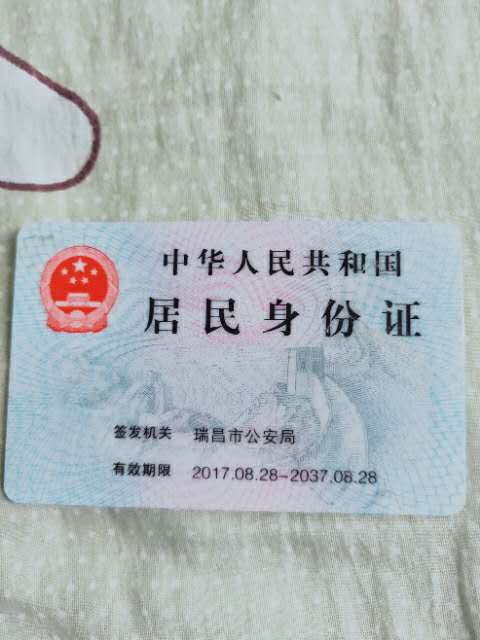 中华人民共和国
居民身份证
签发机关 瑞昌市公安局
有效期限 2017.08.28-2037.08.28